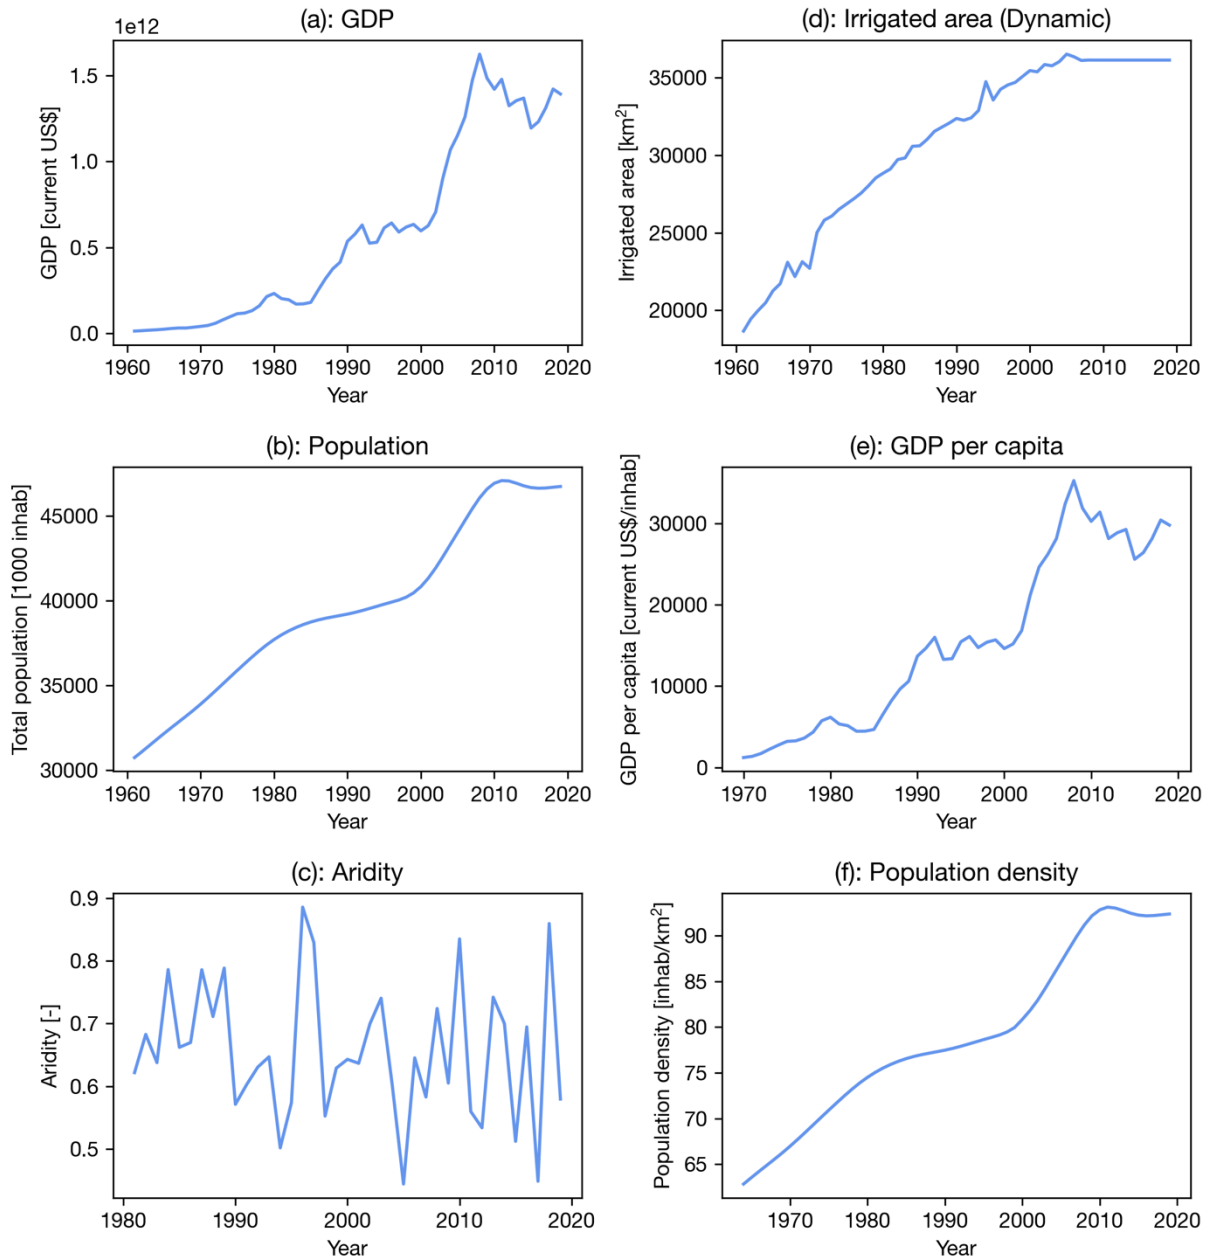 (a): GDP
1e12
GDP [current US$]
1.5
1.0
0.5
0.0
1960 1970 1980 1990 2000 2010 2020
Year
(d): Irrigated area (Dynamic)
Irrigated area [km²]
35000
30000
25000
20000
1960 1970 1980 1990 2000 2010 2020
Year
(b): Population
Total population [1000 inhab]
45000
40000
35000
30000
1960 1970 1980 1990 2000 2010 2020
Year
(e): GDP per capita
GDP per capita [current US$/inhab]
30000
20000
10000
0
1970 1980 1990 2000 2010 2020
Year
(c): Aridity
Aridity [-]
0.9
0.8
0.7
0.6
0.5
1980 1990 2000 2010 2020
Year
(f): Population density
Population density [inhab/km²]
90
85
80
75
70
65
1970 1980 1990 2000 2010 2020
Year